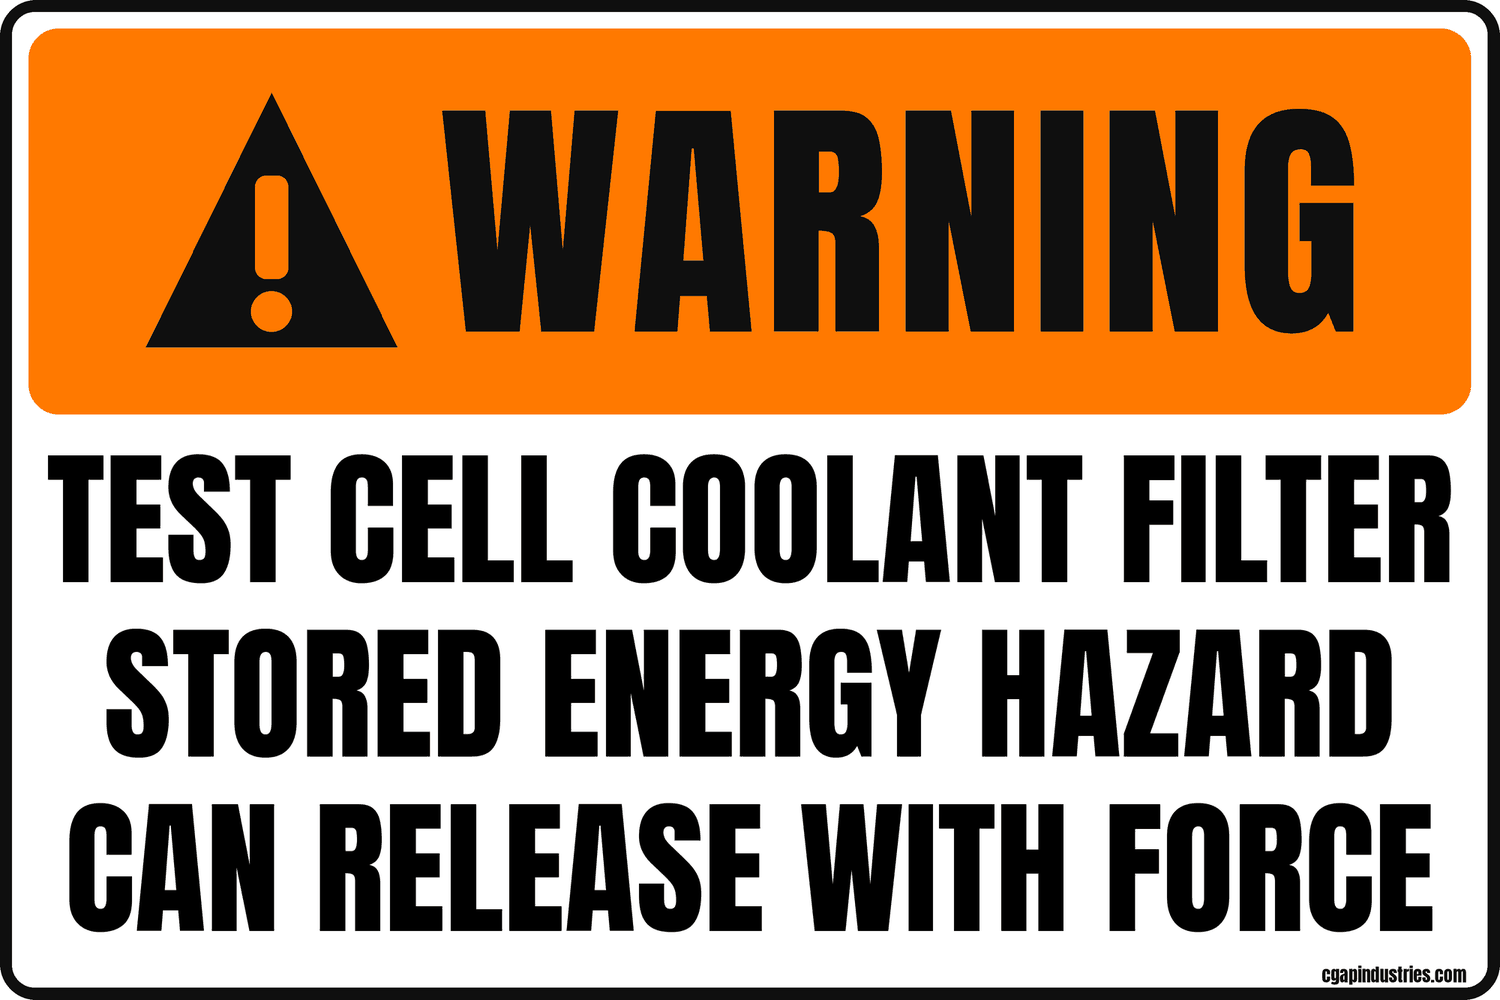 WARNING
TEST CELL COOLANT FILTER
STORED ENERGY HAZARD
CAN RELEASE WITH FORCE
cgapindustries.com